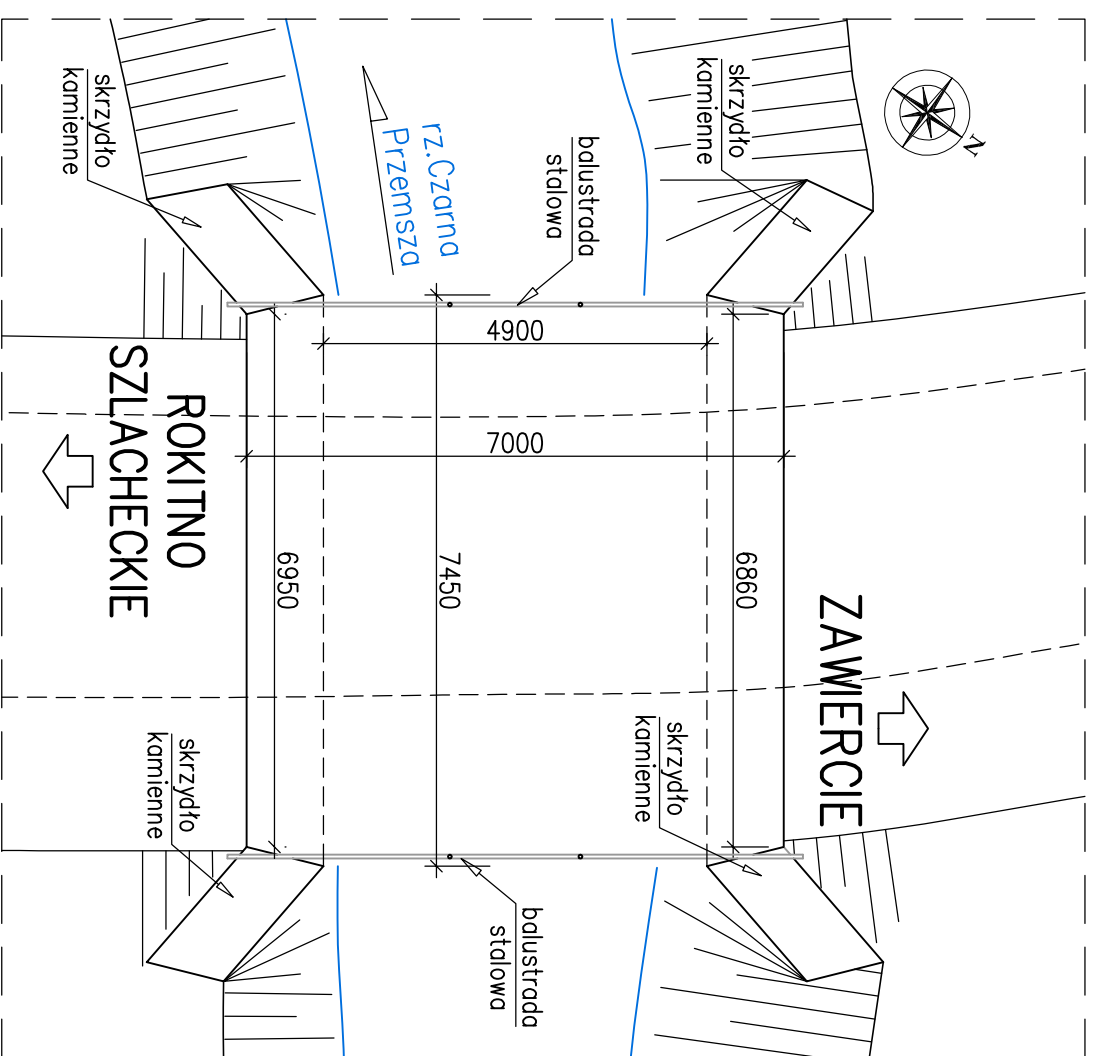 skrzydło
kamienne
skrzydło
kamienne
N
balustrada
stalowa
rz.Czarna
Przemsza
4900
7000
ROKITNO
SZLACHECKIE
6950
7450
6860
ZAWIERCIE
skrzydło
kamienne
skrzydło
kamienne
balustrada
stalowa